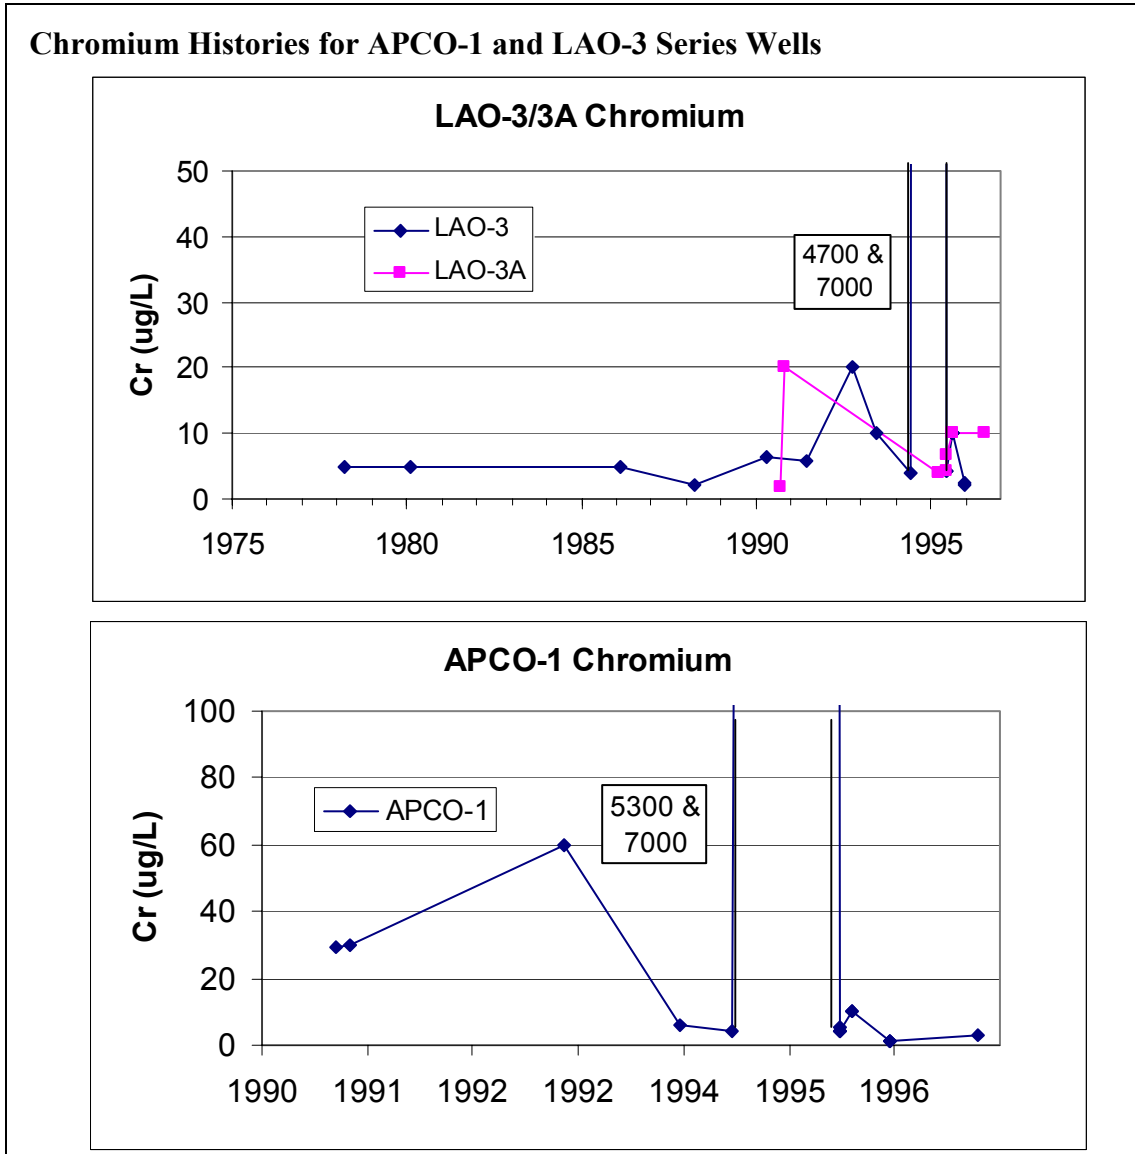 Chromium Histories for APCO-1 and LAO-3 Series Wells
LAO-3/3A Chromium
Cr (ug/L)
50
40
30
20
10
0
LAO-3
LAO-3A
4700 &
7000
1975 1980 1985 1990 1995
APCO-1 Chromium
Cr (ug/L)
100
80
60
40
20
0
APCO-1
5300 &
7000
1990 1991 1992 1992 1994 1995 1996